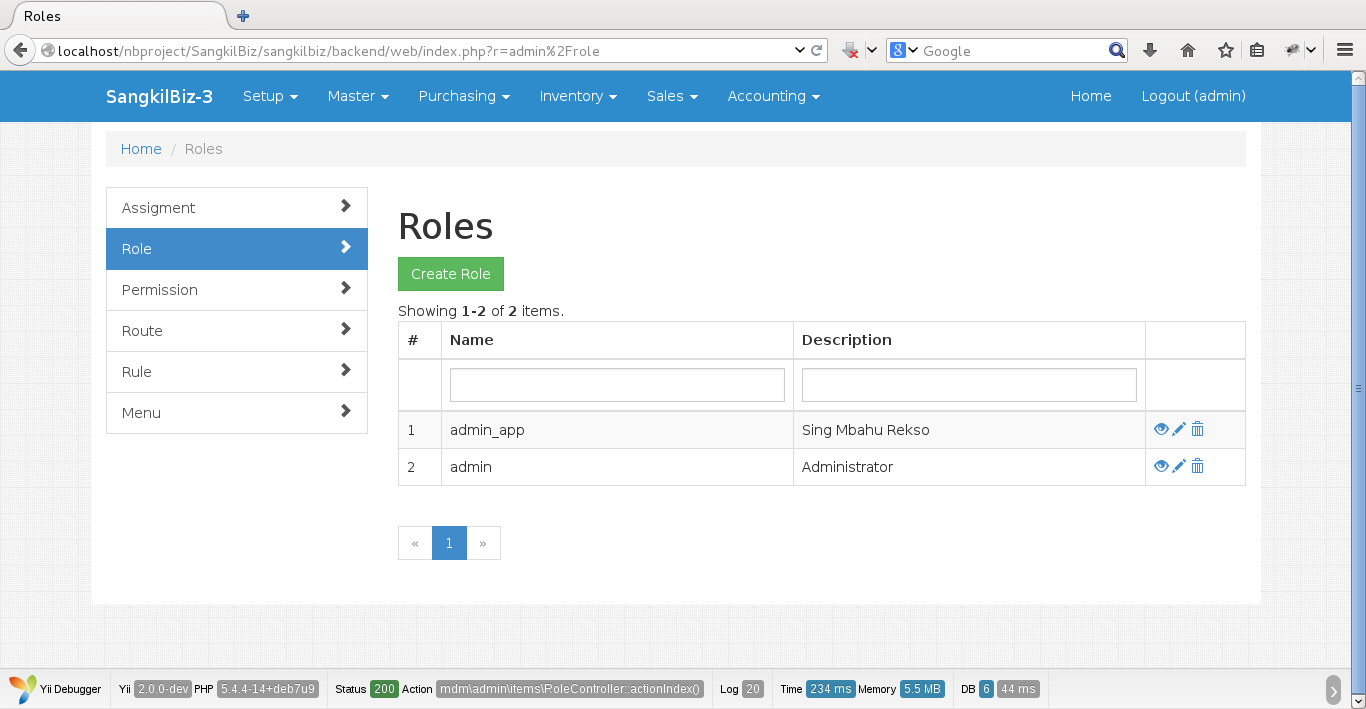 Roles
localhost/nbproject/SangkilBiz/sangkilbiz/backend/web/index.php?r=admin%2Frole
8 Google
SangkilBiz-3 Setup Master Purchasing Inventory Sales Accounting Home Logout (admin)
Home / Roles
Assigment
Role
Permission
Route
Rule
Menu
Roles
Create Role
Showing 1-2 of 2 items.
# Name Description
1 admin_app Sing Mbahu Rekso
2 admin Administrator
« 1 »
Yii Debugger Yii 2.0.0-dev PHP 5.4.4-14+deb7u9 Status 200 Action mdm\admin\items\RoleController::actionIndex() Log 20 Time 234 ms Memory 5.5 MB DB 6 44 ms ›